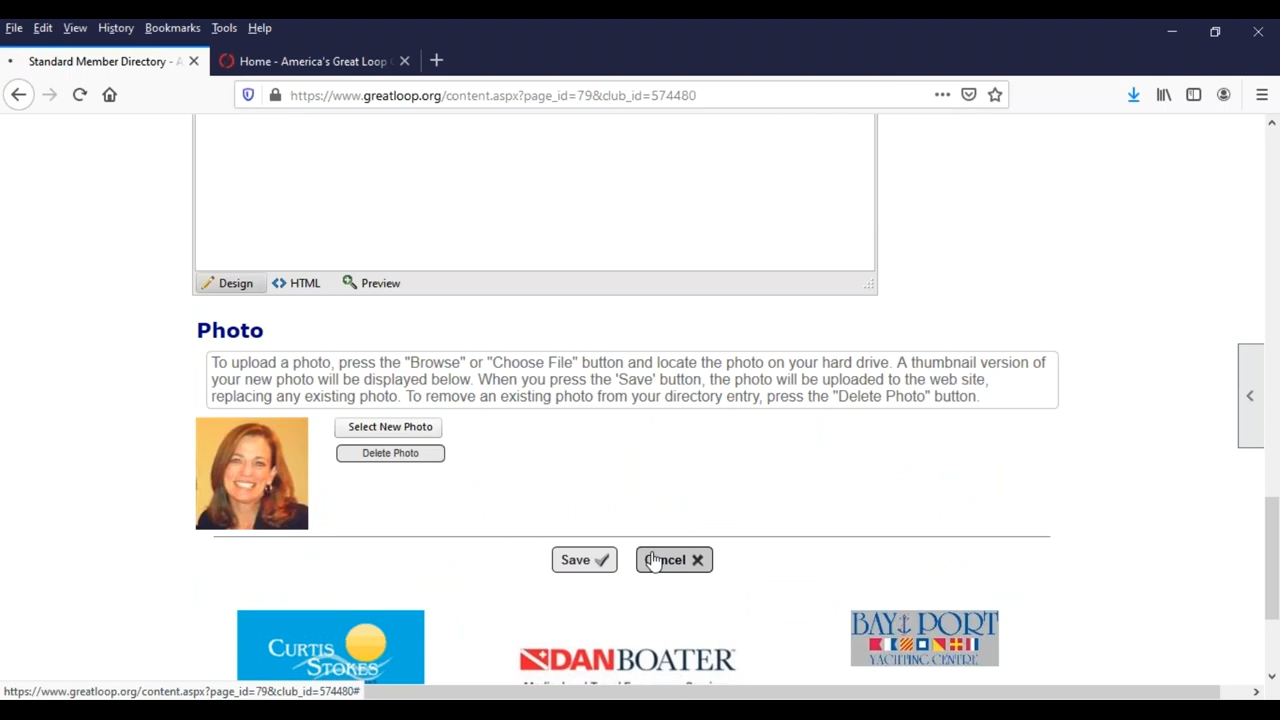 File Edit View History Bookmarks Tools Help
Standard Member Directory - A
Home - America's Great Loop
https://www.greatloop.org/content.aspx?page_id=79&club_id=574480
Design HTML Preview
Photo
To upload a photo, press the "Browse" or "Choose File" button and locate the photo on your hard drive. A thumbnail version of
your new photo will be displayed below. When you press the 'Save' button, the photo will be uploaded to the web site,
replacing any existing photo. To remove an existing photo from your directory entry, press the "Delete Photo" button.
Select New Photo
Delete Photo
Save Cancel
CURTIS
STOKES
DANBOATER
BAY PORT
YACHTING CENTRE
https://www.greatloop.org/content.aspx?page_id=79&club_id=574480#